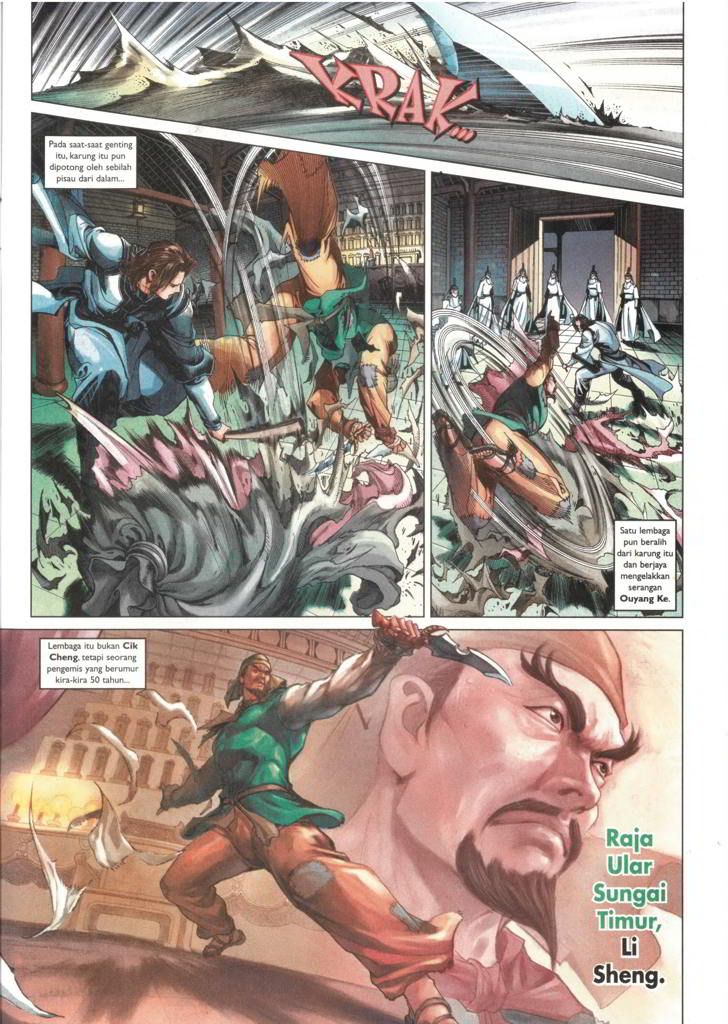 KRAK...
Pada saat-saat genting
itu, karung itu pun
dipotong oleh sebilah
pisau dari dalam...
Satu lembaga
pun beralih
dari karung itu
dan berjaya
mengelakkan
serangan
Ouyang Ke.
Lembaga itu bukan Cik
Cheng, tetapi seorang
pengemis yang berumur
kira-kira 50 tahun...
Raja
Ular
Sungai
Timur,
Li
Sheng.